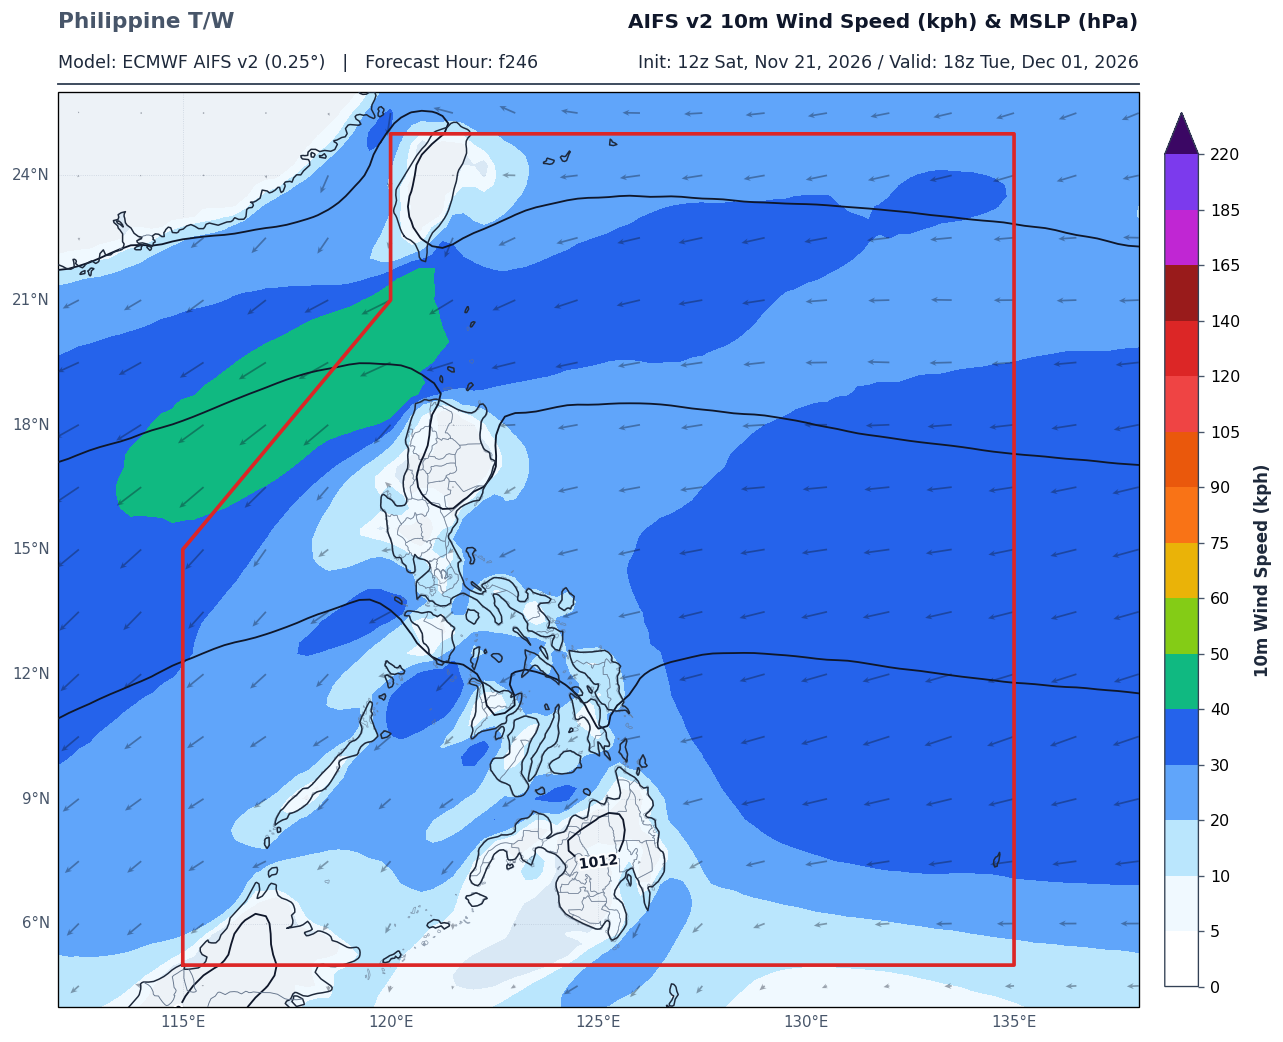 Philippine T/W
AIFS v2 10m Wind Speed (kph) & MSLP (hPa)
Model: ECMWF AIFS v2 (0.25°) | Forecast Hour: f246
Init: 12z Sat, Nov 21, 2026 / Valid: 18z Tue, Dec 01, 2026
24°N
21°N
18°N
15°N
12°N
9°N
6°N
115°E
120°E
125°E
130°E
135°E
1012
220
185
165
140
120
105
90
75
60
50
40
30
20
10
5
0
10m Wind Speed (kph)